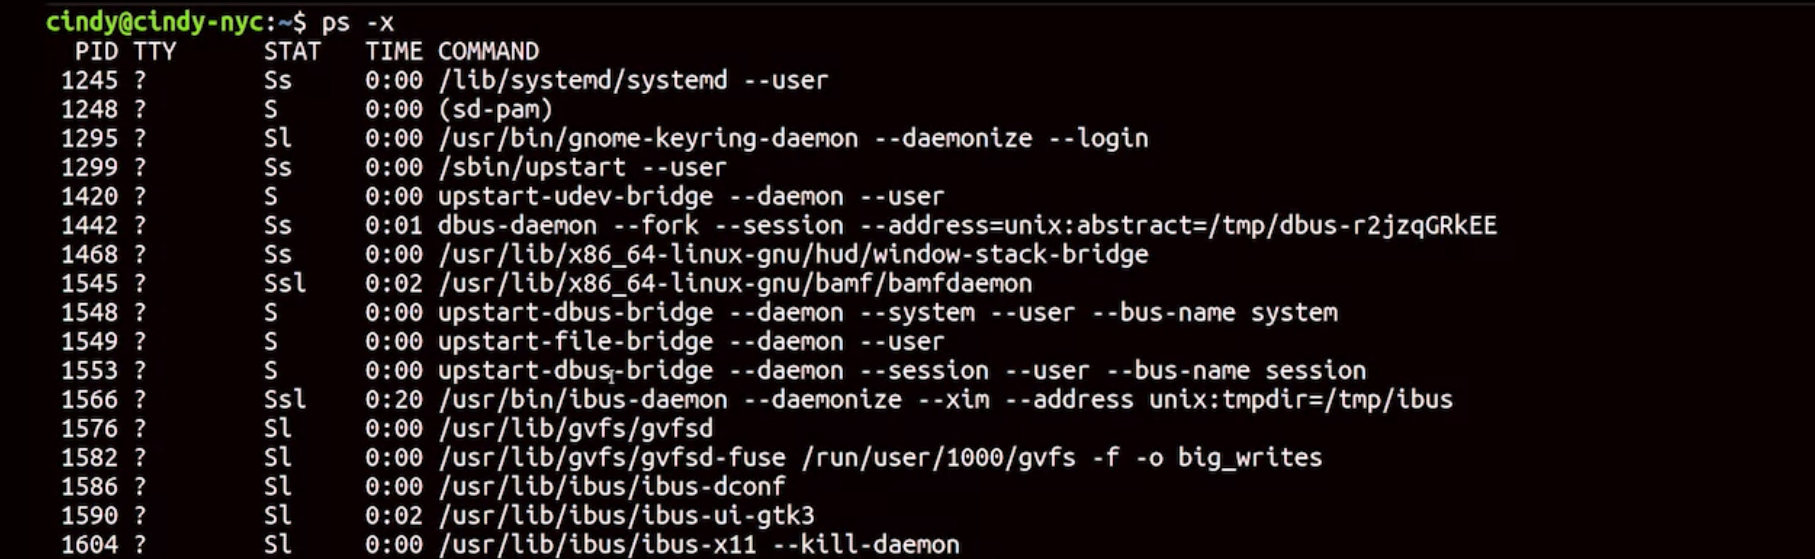 cindy@cindy-nyc:~$ ps -x
PID TTY STAT TIME COMMAND
1245 ? Ss 0:00 /lib/systemd/systemd --user
1248 ? S 0:00 (sd-pam)
1295 ? Sl 0:00 /usr/bin/gnome-keyring-daemon --daemonize --login
1299 ? Ss 0:00 /sbin/upstart --user
1420 ? S 0:00 upstart-udev-bridge --daemon --user
1442 ? Ss 0:01 dbus-daemon --fork --session --address=unix:abstract=/tmp/dbus-r2jzqGRkEE
1468 ? Ss 0:00 /usr/lib/x86_64-linux-gnu/hud/window-stack-bridge
1545 ? Ssl 0:02 /usr/lib/x86_64-linux-gnu/bamf/bamfdaemon
1548 ? S 0:00 upstart-dbus-bridge --daemon --system --user --bus-name system
1549 ? S 0:00 upstart-file-bridge --daemon --user
1553 ? S 0:00 upstart-dbus-bridge --daemon --session --user --bus-name session
1566 ? Ssl 0:20 /usr/bin/ibus-daemon --daemonize --xim --address unix:tmpdir=/tmp/ibus
1576 ? Sl 0:00 /usr/lib/gvfs/gvfsd
1582 ? Sl 0:00 /usr/lib/gvfs/gvfsd-fuse /run/user/1000/gvfs -f -o big_writes
1586 ? Sl 0:00 /usr/lib/ibus/ibus-dconf
1590 ? Sl 0:02 /usr/lib/ibus/ibus-ui-gtk3
1604 ? Sl 0:00 /usr/lib/ibus/ibus-x11 --kill-daemon